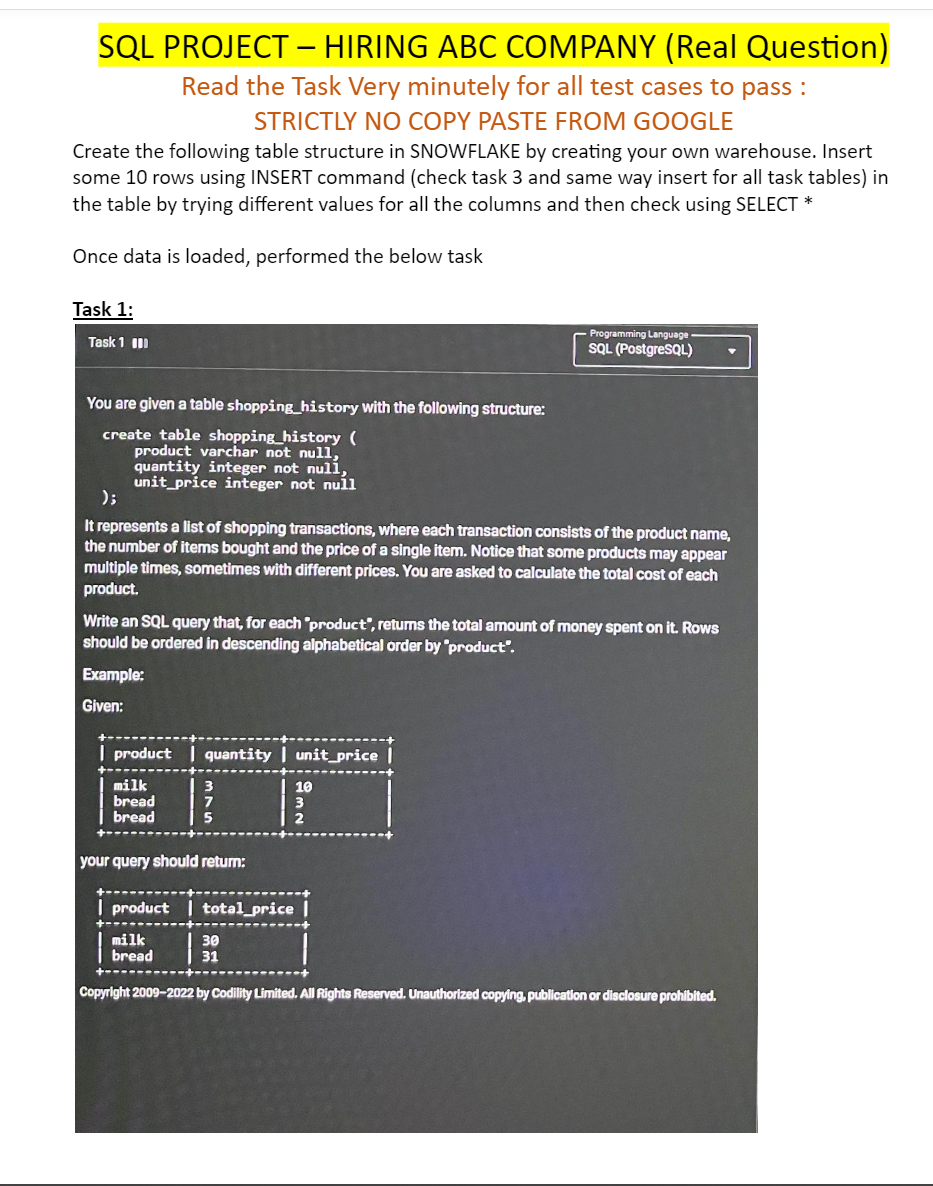 SQL PROJECT – HIRING ABC COMPANY (Real Question)
Read the Task Very minutely for all test cases to pass :
STRICTLY NO COPY PASTE FROM GOOGLE
Create the following table structure in SNOWFLAKE by creating your own warehouse. Insert
some 10 rows using INSERT command (check task 3 and same way insert for all task tables) in
the table by trying different values for all the columns and then check using SELECT *
Once data is loaded, performed the below task
Task 1:
Task 1
Programming Language
SQL (PostgreSQL)
You are given a table shopping_history with the following structure:
create table shopping_history (
product varchar not null,
quantity integer not null,
unit_price integer not null
);
It represents a list of shopping transactions, where each transaction consists of the product name,
the number of items bought and the price of a single item. Notice that some products may appear
multiple times, sometimes with different prices. You are asked to calculate the total cost of each
product.
Write an SQL query that, for each "product", returns the total amount of money spent on it. Rows
should be ordered in descending alphabetical order by "product".
Example:
Given:
+----------+----------+------------+
| product | quantity | unit_price |
+----------+----------+------------+
| milk | 3 | 10 |
| bread | 7 | 3 |
| bread | 5 | 2 |
+----------+----------+------------+
your query should return:
+----------+-------------+
| product | total_price |
+----------+-------------+
| milk | 30 |
| bread | 31 |
+----------+-------------+
Copyright 2009–2022 by Codility Limited. All Rights Reserved. Unauthorized copying, publication or disclosure prohibited.